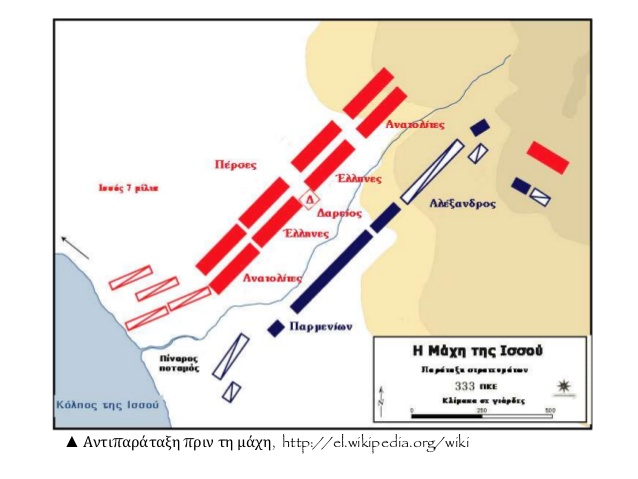 Ανατολίτες
Πέρσες
Έλληνες
Ισσός 7 μίλια
Δ
Δαρείος
Αλέξανδρος
Έλληνες
Ανατολίτες
Παρμενίων
Πίναρος
ποταμός
Κόλπος της Ισσού
Η Μάχη της Ισσού
Παράταξη στρατευμάτων
333 ΠΚΕ
Κλίμακα σε γιάρδες
0 250 500
▲ Αντιπαράταξη πριν τη μάχη, http://el.wikipedia.org/wiki